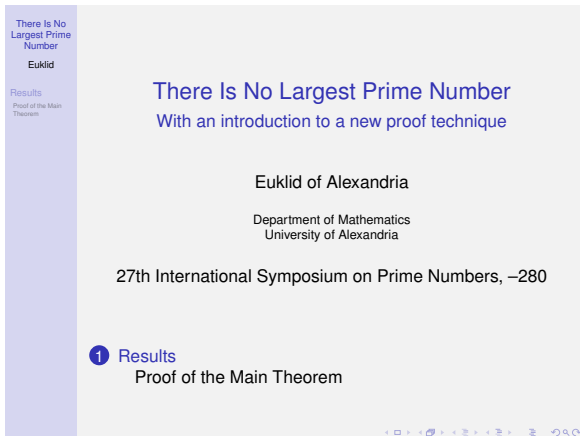 There Is No
Largest Prime
Number
Euklid
Results
Proof of the Main
Theorem
There Is No Largest Prime Number
With an introduction to a new proof technique
Euklid of Alexandria
Department of Mathematics
University of Alexandria
27th International Symposium on Prime Numbers, –280
1 Results
Proof of the Main Theorem